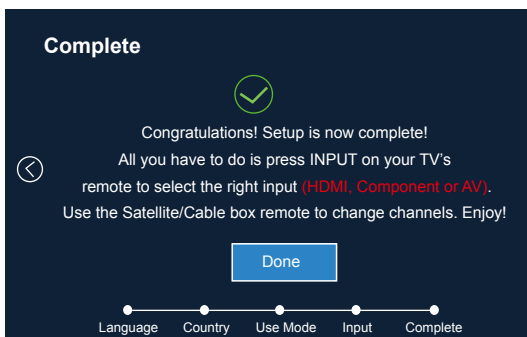 Complete
Congratulations! Setup is now complete!
All you have to do is press INPUT on your TV's
remote to select the right input (HDMI, Component or AV).
Use the Satellite/Cable box remote to change channels. Enjoy!
Done
Language Country Use Mode Input Complete